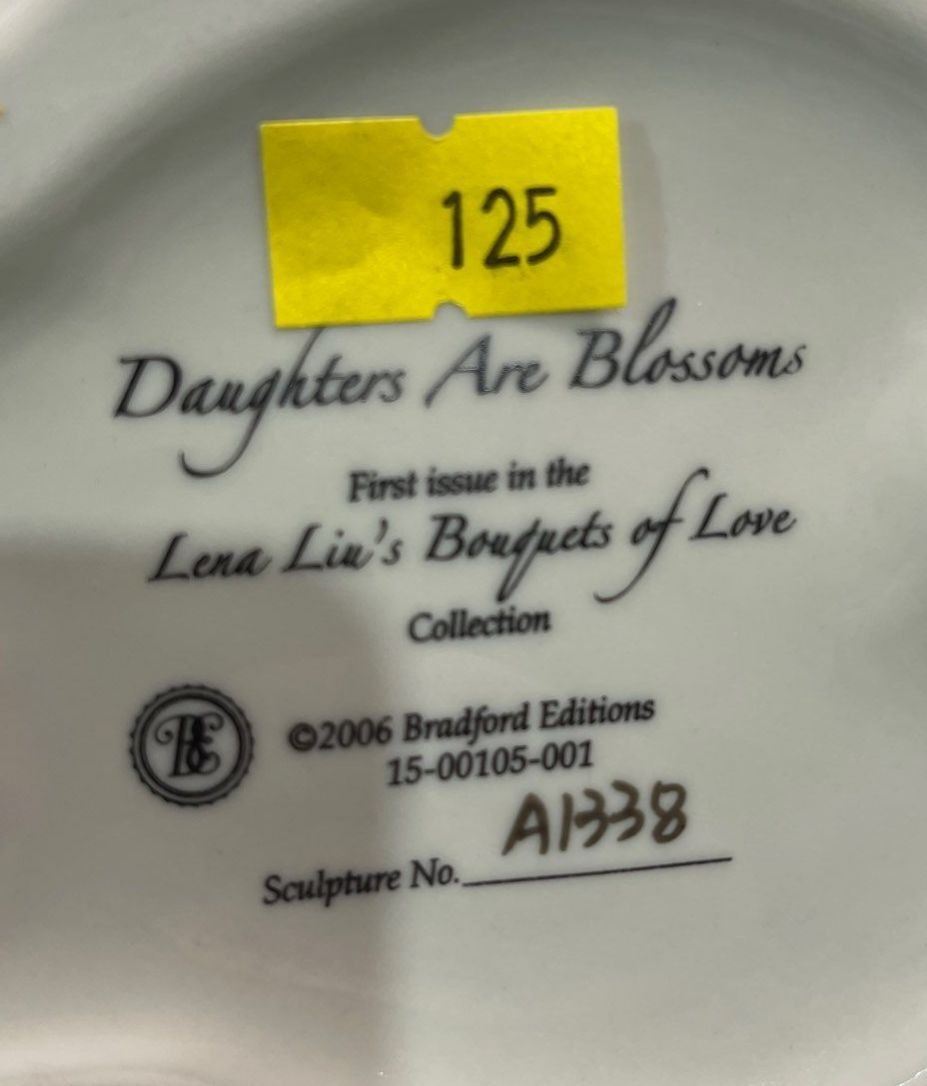 125
Daughters Are Blossoms
First issue in the
Lena Liu's Bouquets of Love
Collection
BE
©2006 Bradford Editions
15-00105-001
A1338
Sculpture No.